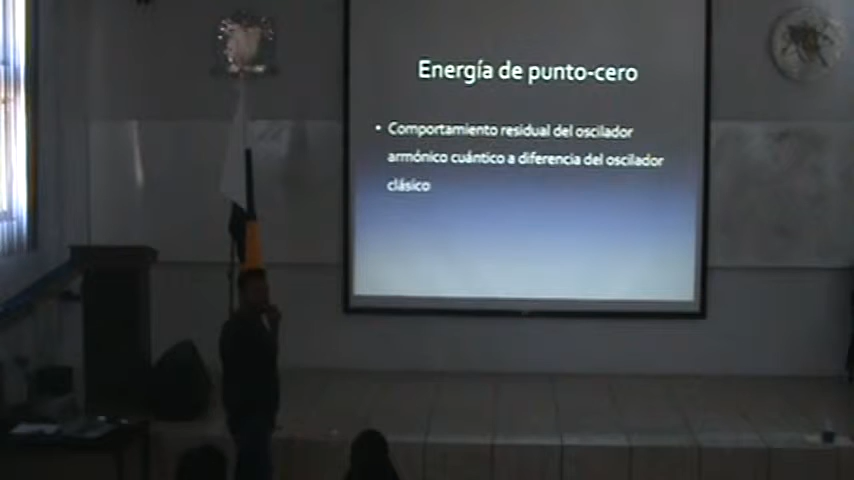 Energía de punto-cero
• Comportamiento residual del oscilador
armónico cuántico a diferencia del oscilador
clásico